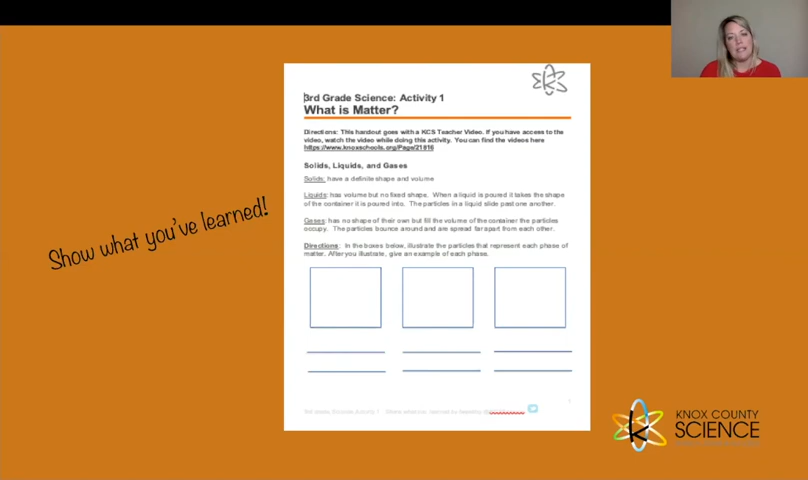 3rd Grade Science: Activity 1
What is Matter?
Directions: This handout goes with a KCS Teacher Video. If you have access to the
video, watch the video while doing this activity. You can find the videos here
https://www.knoxschools.org/Page/21816
Solids, Liquids, and Gases
Solids: have a definite shape and volume
Liquids: has volume but no fixed shape. When a liquid is poured it takes the shape
of the container it is poured into. The particles in a liquid slide past one another.
Gases: has no shape of their own but fill the volume of the container the particles
occupy. The particles bounce around and are spread far apart from each other.
Directions: In the boxes below, illustrate the particles that represent each phase of
matter. After you illustrate, give an example of each phase.
Show what you've learned!
KNOX COUNTY
SCIENCE